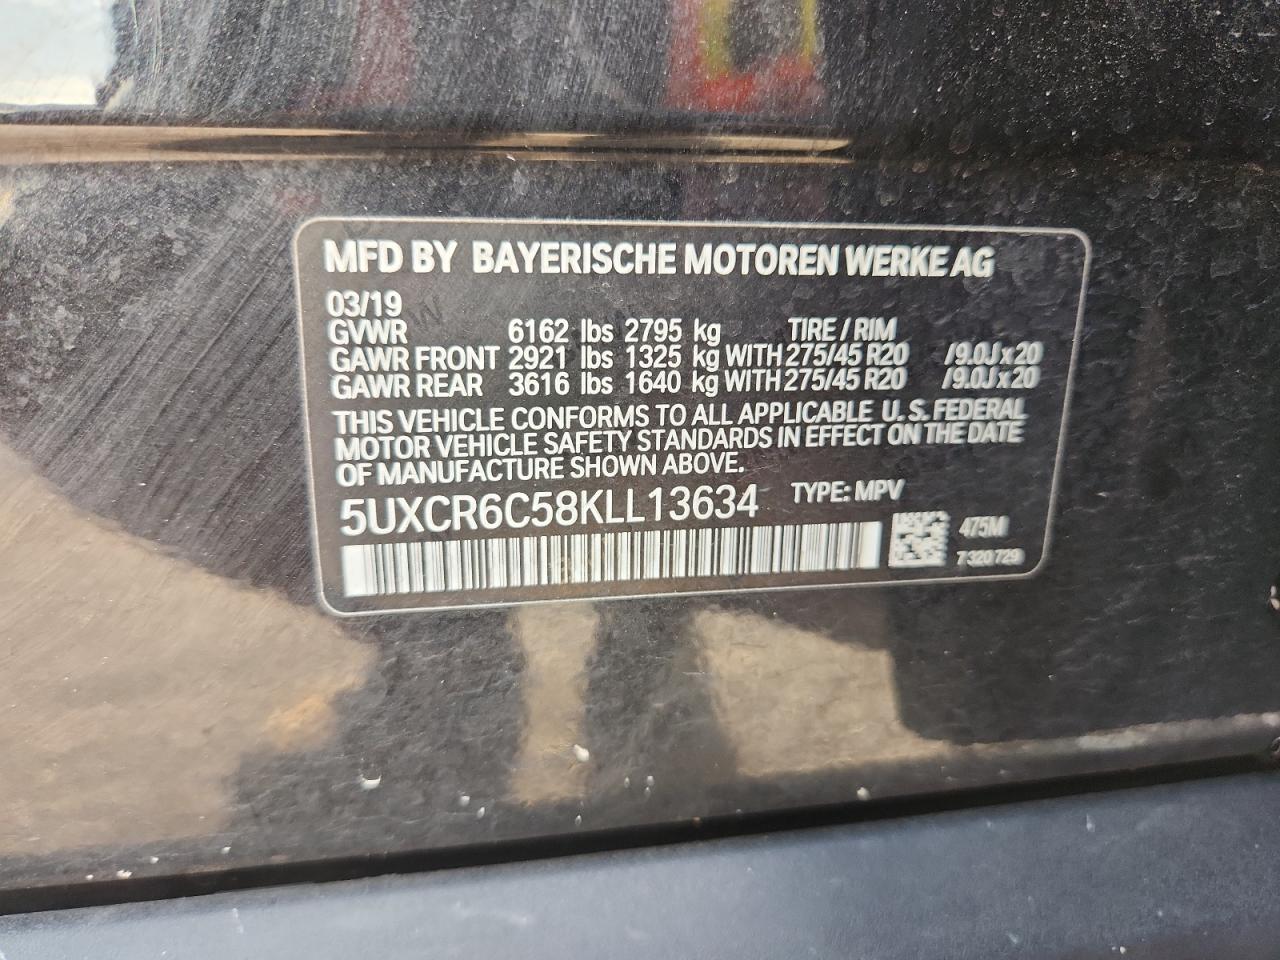 MFD BY BAYERISCHE MOTOREN WERKE AG
03/19
GVWR 6162 lbs 2795 kg TIRE / RIM
GAWR FRONT 2921 lbs 1325 kg WITH 275/45 R20 /9.0J x 20
GAWR REAR 3616 lbs 1640 kg WITH 275/45 R20 /9.0J x 20
THIS VEHICLE CONFORMS TO ALL APPLICABLE U. S. FEDERAL
MOTOR VEHICLE SAFETY STANDARDS IN EFFECT ON THE DATE
OF MANUFACTURE SHOWN ABOVE.
5UXCR6C58KLL13634 TYPE: MPV
475M
7 320 729